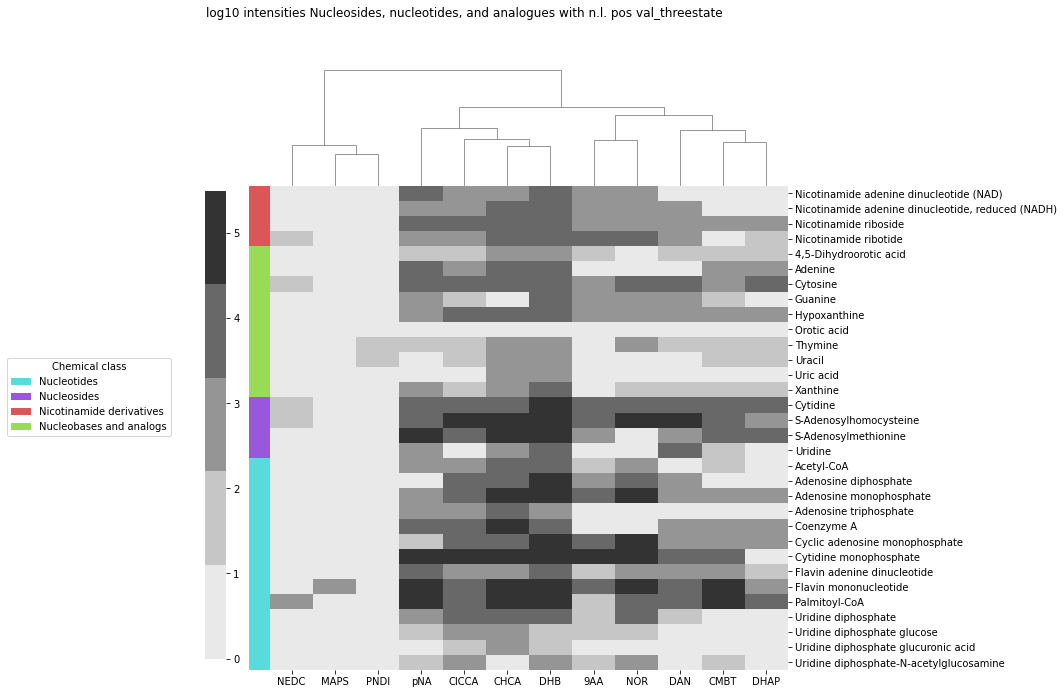 log10 intensities Nucleosides, nucleotides, and analogues with n.l. pos val_threestate
5
4
3
2
1
0
Chemical class
Nucleotides
Nucleosides
Nicotinamide derivatives
Nucleobases and analogs
Nicotinamide adenine dinucleotide (NAD)
Nicotinamide adenine dinucleotide, reduced (NADH)
Nicotinamide riboside
Nicotinamide ribotide
4,5-Dihydroorotic acid
Adenine
Cytosine
Guanine
Hypoxanthine
Orotic acid
Thymine
Uracil
Uric acid
Xanthine
Cytidine
S-Adenosylhomocysteine
S-Adenosylmethionine
Uridine
Acetyl-CoA
Adenosine diphosphate
Adenosine monophosphate
Adenosine triphosphate
Coenzyme A
Cyclic adenosine monophosphate
Cytidine monophosphate
Flavin adenine dinucleotide
Flavin mononucleotide
Palmitoyl-CoA
Uridine diphosphate
Uridine diphosphate glucose
Uridine diphosphate glucuronic acid
Uridine diphosphate-N-acetylglucosamine
NEDC MAPS PNDI pNA ClCCA CHCA DHB 9AA NOR DAN CMBT DHAP